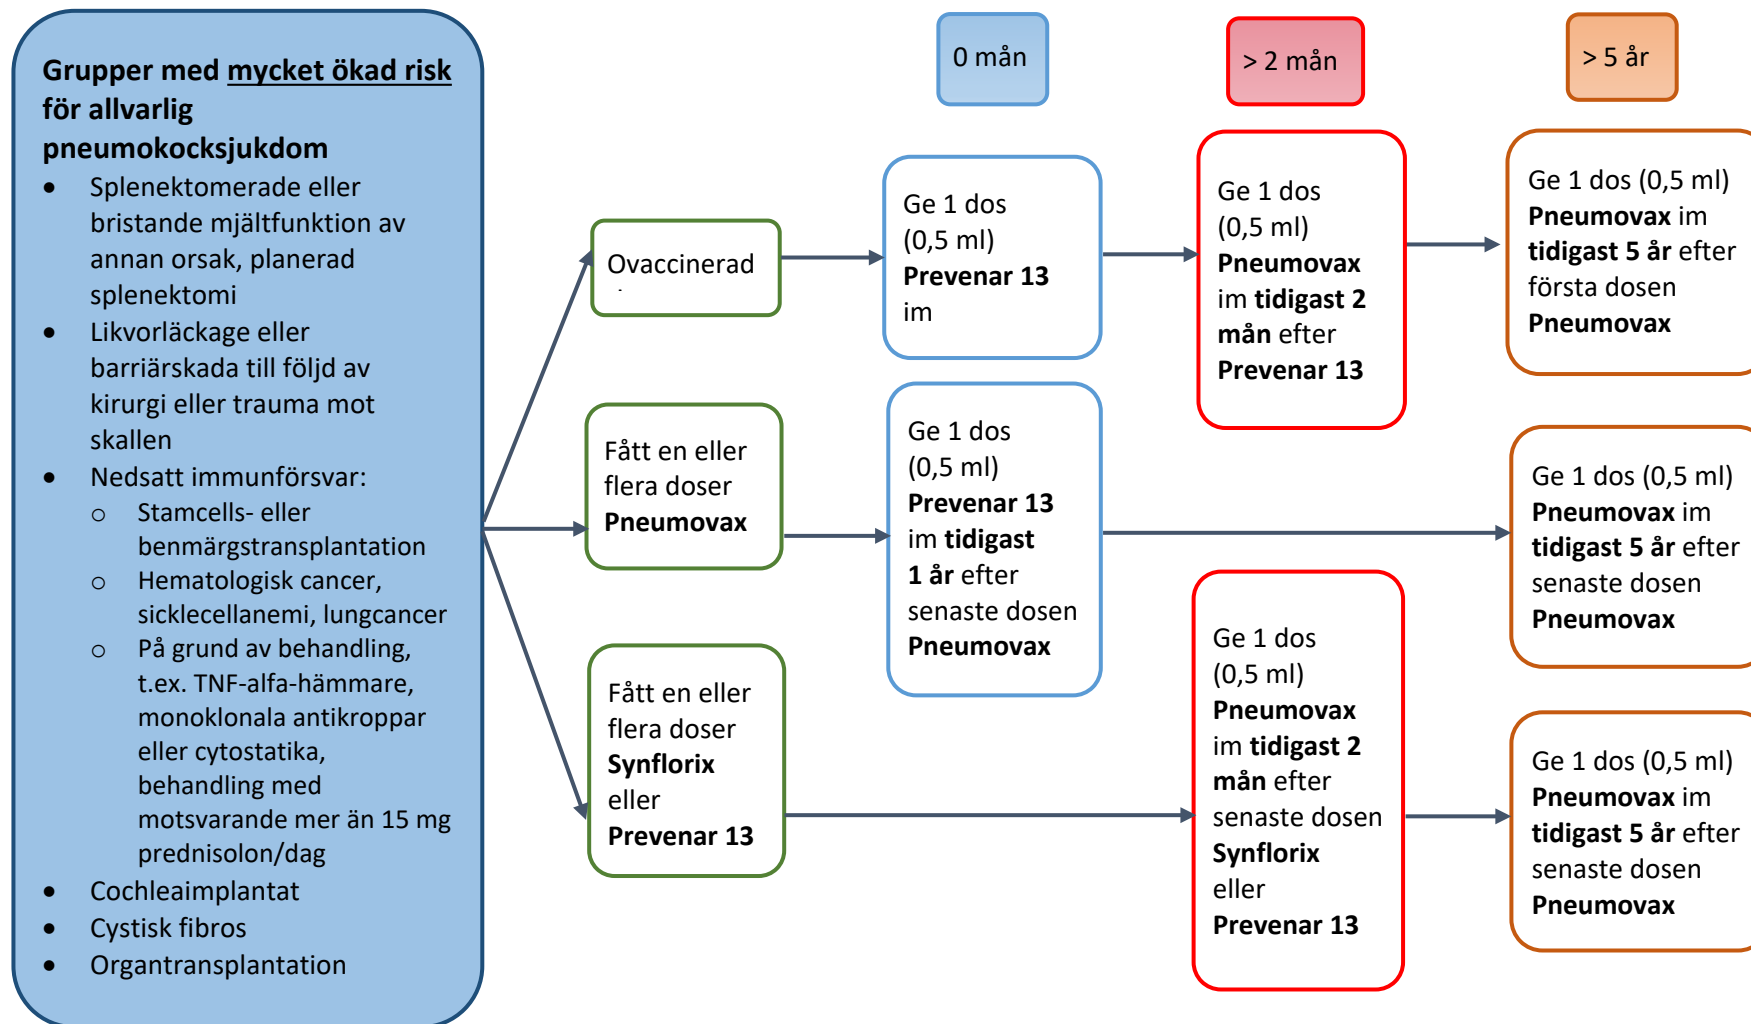 Grupper med mycket ökad risk
för allvarlig
pneumokocksjukdom
• Splenektomerade eller
bristande mjältfunktion av
annan orsak, planerad
splenektomi
• Likvorläckage eller
barriärskada till följd av
kirurgi eller trauma mot
skallen
• Nedsatt immunförsvar:
o Stamcells- eller
benmärgstransplantation
o Hematologisk cancer,
sicklecellanemi, lungcancer
o På grund av behandling,
t.ex. TNF-alfa-hämmare,
monoklonala antikroppar
eller cytostatika,
behandling med
motsvarande mer än 15 mg
prednisolon/dag
• Cochleaimplantat
• Cystisk fibros
• Organtransplantation
0 mån
> 2 mån
> 5 år
Ovaccinerad
Ge 1 dos
(0,5 ml)
Prevenar 13
im
Ge 1 dos
(0,5 ml)
Pneumovax
im tidigast 2
mån efter
Prevenar 13
Ge 1 dos (0,5 ml)
Pneumovax im
tidigast 5 år efter
första dosen
Pneumovax
Fått en eller
flera doser
Pneumovax
Ge 1 dos
(0,5 ml)
Prevenar 13
im tidigast
1 år efter
senaste dosen
Pneumovax
Ge 1 dos (0,5 ml)
Pneumovax im
tidigast 5 år efter
senaste dosen
Pneumovax
Fått en eller
flera doser
Synflorix
eller
Prevenar 13
Ge 1 dos
(0,5 ml)
Pneumovax
im tidigast 2
mån efter
senaste dosen
Synflorix
eller
Prevenar 13
Ge 1 dos (0,5 ml)
Pneumovax im
tidigast 5 år efter
senaste dosen
Pneumovax